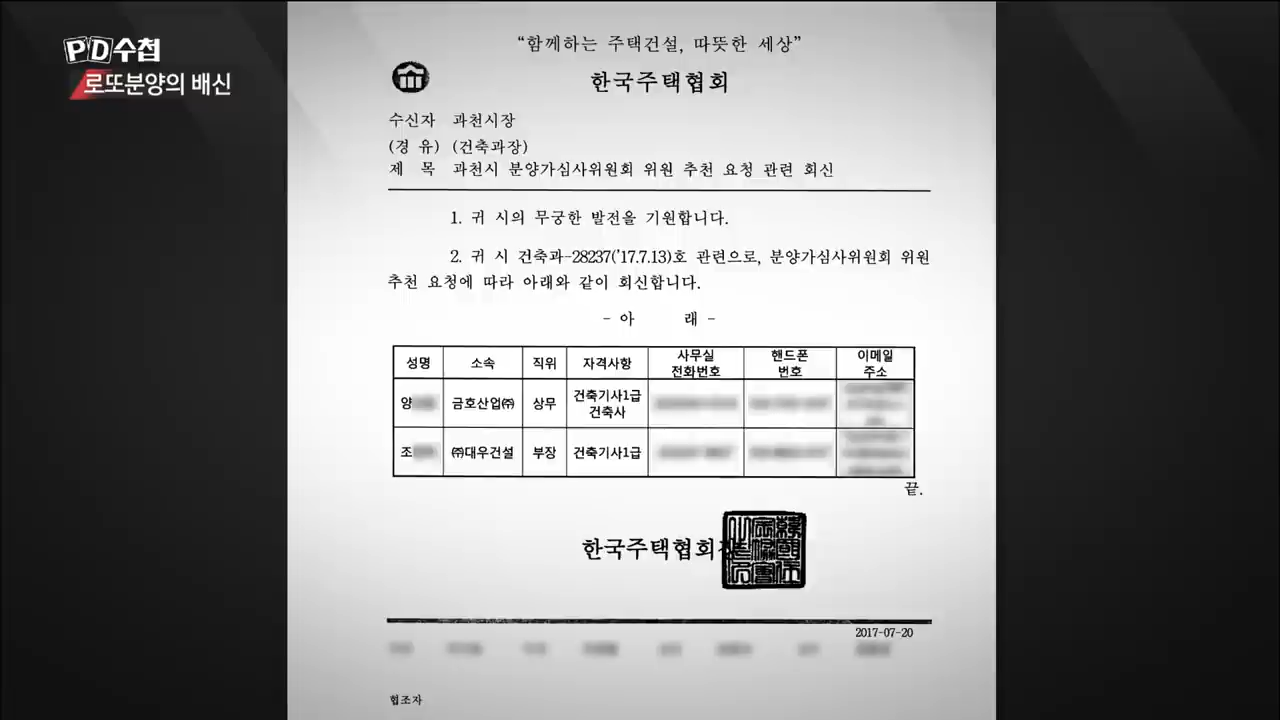 PD수첩
로또분양의 배신
“함께하는 주택건설, 따뜻한 세상”
한국주택협회
수신자 과천시장
(경 유) (건축과장)
제 목 과천시 분양가심사위원회 위원 추천 요청 관련 회신
1. 귀 시의 무궁한 발전을 기원합니다.
2. 귀 시 건축과-28237('17.7.13)호 관련으로, 분양가심사위원회 위원
추천 요청에 따라 아래와 같이 회신합니다.
- 아 래 -
성명 소속 직위 자격사항 사무실 전화번호 핸드폰 번호 이메일 주소
양 금호산업㈜ 상무 건축기사1급 건축사
조 ㈜대우건설 부장 건축기사1급
끝.
한국주택협회장
2017-07-20
협조자